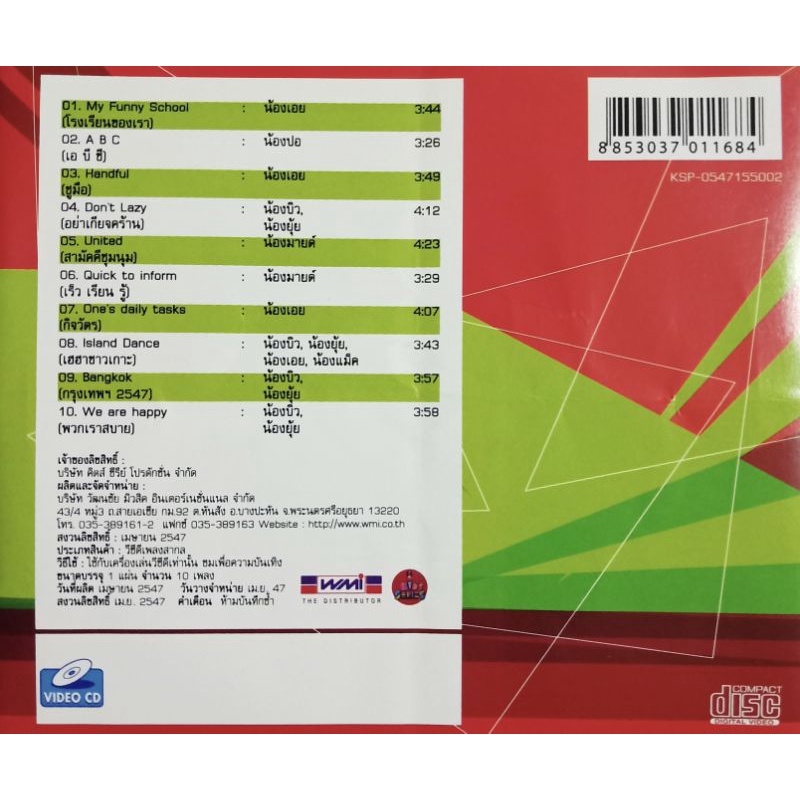 01. My Funny School : น้องเอย 3:44
(โรงเรียนของเรา)
02. A B C : น้องปอ 3:26
(เอ บี ซี)
03. Handful : น้องเอย 3:49
(ชูมือ)
04. Don't Lazy : น้องบิว, 4:12
(อย่าเกียจคร้าน) น้องยุ้ย
05. United : น้องมายด์ 4:23
(สามัคคีชุมนุม)
06. Quick to inform : น้องมายด์ 3:29
(เร็ว เรียน รู้)
07. One's daily tasks : น้องเอย 4:07
(กิจวัตร)
08. Island Dance : น้องบิว, น้องยุ้ย, 3:43
(เฮฮาชาวเกาะ) น้องเอย, น้องแม็ค
09. Bangkok : น้องบิว, 3:57
(กรุงเทพฯ 2547) น้องยุ้ย
10. We are happy : น้องบิว, 3:58
(พวกเราสบาย) น้องยุ้ย
เจ้าของลิขสิทธิ์ :
บริษัท คิดส์ ซีรีย์ โปรดักชั่น จำกัด
ผลิตและจัดจำหน่าย :
บริษัท วัฒนชัย มิวสิค อินเตอร์เนชั่นแนล จำกัด
43/4 หมู่3 ถ.สายเอเซีย กม.92 ต.หันสัง อ.บางปะหัน จ.พระนครศรีอยุธยา 13220
โทร. 035-389161-2 แฟกซ์ 035-389163 Website : http://www.wmi.co.th
สงวนลิขสิทธิ์ : เมษายน 2547
ประเภทสินค้า : วีซีดีเพลงสากล
วิธีใช้ : ใช้กับเครื่องเล่นวีซีดีเท่านั้น ชมเพื่อความบันเทิง
ขนาดบรรจุ 1 แผ่น จำนวน 10 เพลง
วันที่ผลิต เมษายน 2547 วันวางจำหน่าย เม.ย. 47
สงวนลิขสิทธิ์ เม.ย. 2547 คำเตือน ห้ามบันทึกซ้ำ
WMI
THE DISTRIBUTOR
VIDEO CD
8 853037 011684
KSP-0547155002
COMPACT
disc
DIGITAL VIDEO